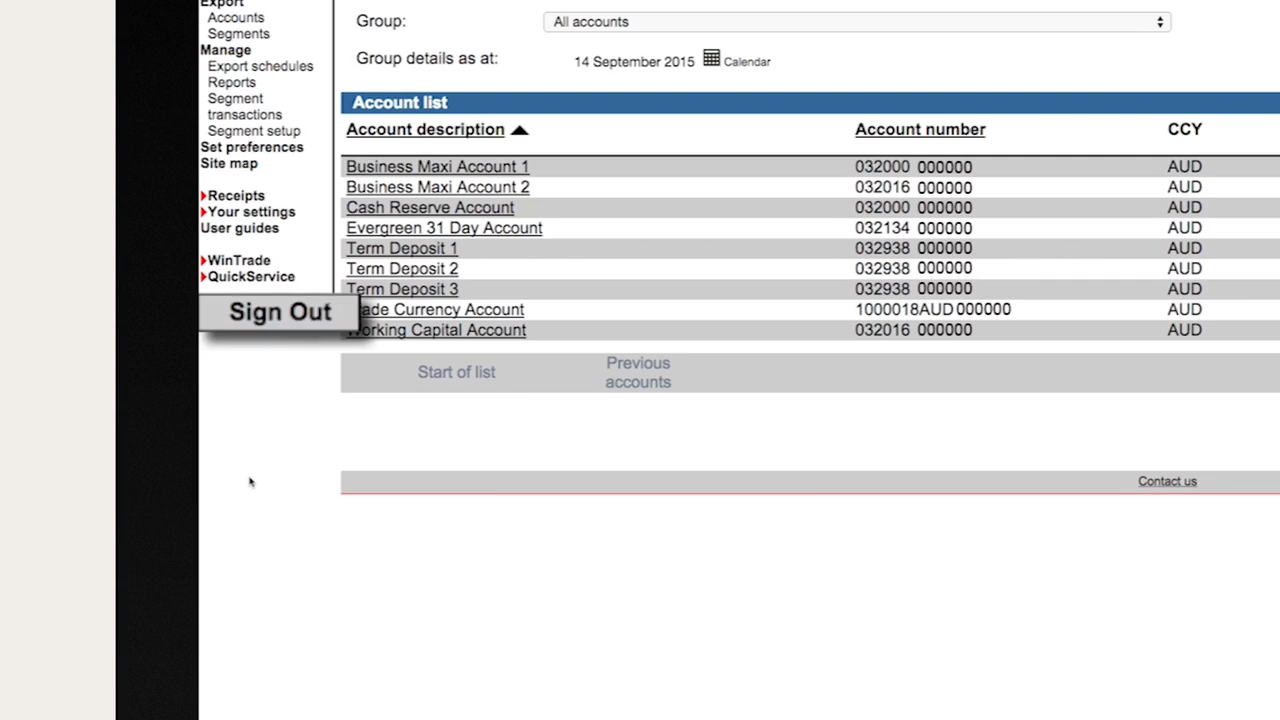 Export
Accounts
Segments
Manage
Export schedules
Reports
Segment
transactions
Segment setup
Set preferences
Site map
Receipts
Your settings
User guides
WinTrade
QuickService
Sign Out
Group: All accounts
Group details as at: 14 September 2015 Calendar
Account list
Account description Account number CCY
Business Maxi Account 1 032000 000000 AUD
Business Maxi Account 2 032016 000000 AUD
Cash Reserve Account 032000 000000 AUD
Evergreen 31 Day Account 032134 000000 AUD
Term Deposit 1 032938 000000 AUD
Term Deposit 2 032938 000000 AUD
Term Deposit 3 032938 000000 AUD
ade Currency Account 1000018AUD 000000 AUD
orking Capital Account 032016 000000 AUD
Start of list Previous
accounts
Contact us